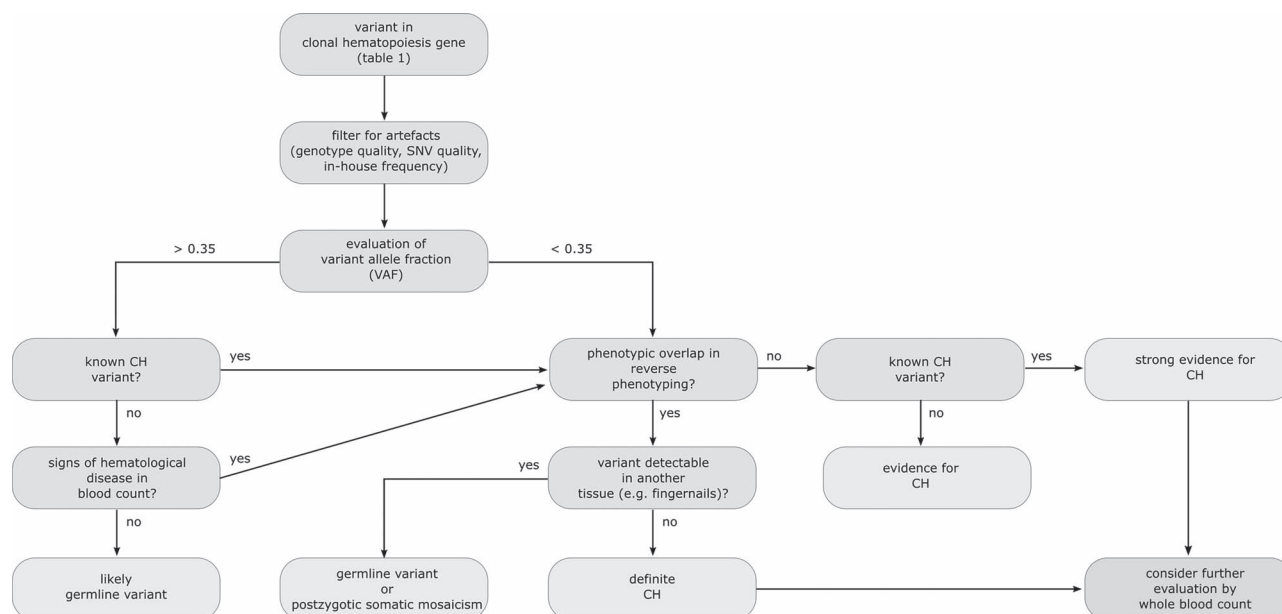 variant in
clonal hematopoiesis gene
(table 1)
filter for artefacts
(genotype quality, SNV quality,
in-house frequency)
> 0.35
evaluation of
variant allele fraction
(VAF)
< 0.35
known CH
variant?
yes
phenotypic overlap in
reverse
phenotyping?
no
known CH
variant?
yes
strong evidence for
CH
no
yes
no
signs of hematological
disease in
blood count?
yes
yes
variant detectable
in another
tissue (e.g. fingernails)?
evidence for
CH
no
no
likely
germline variant
germline variant
or
postzygotic somatic mosaicism
definite
CH
consider further
evaluation by
whole blood count